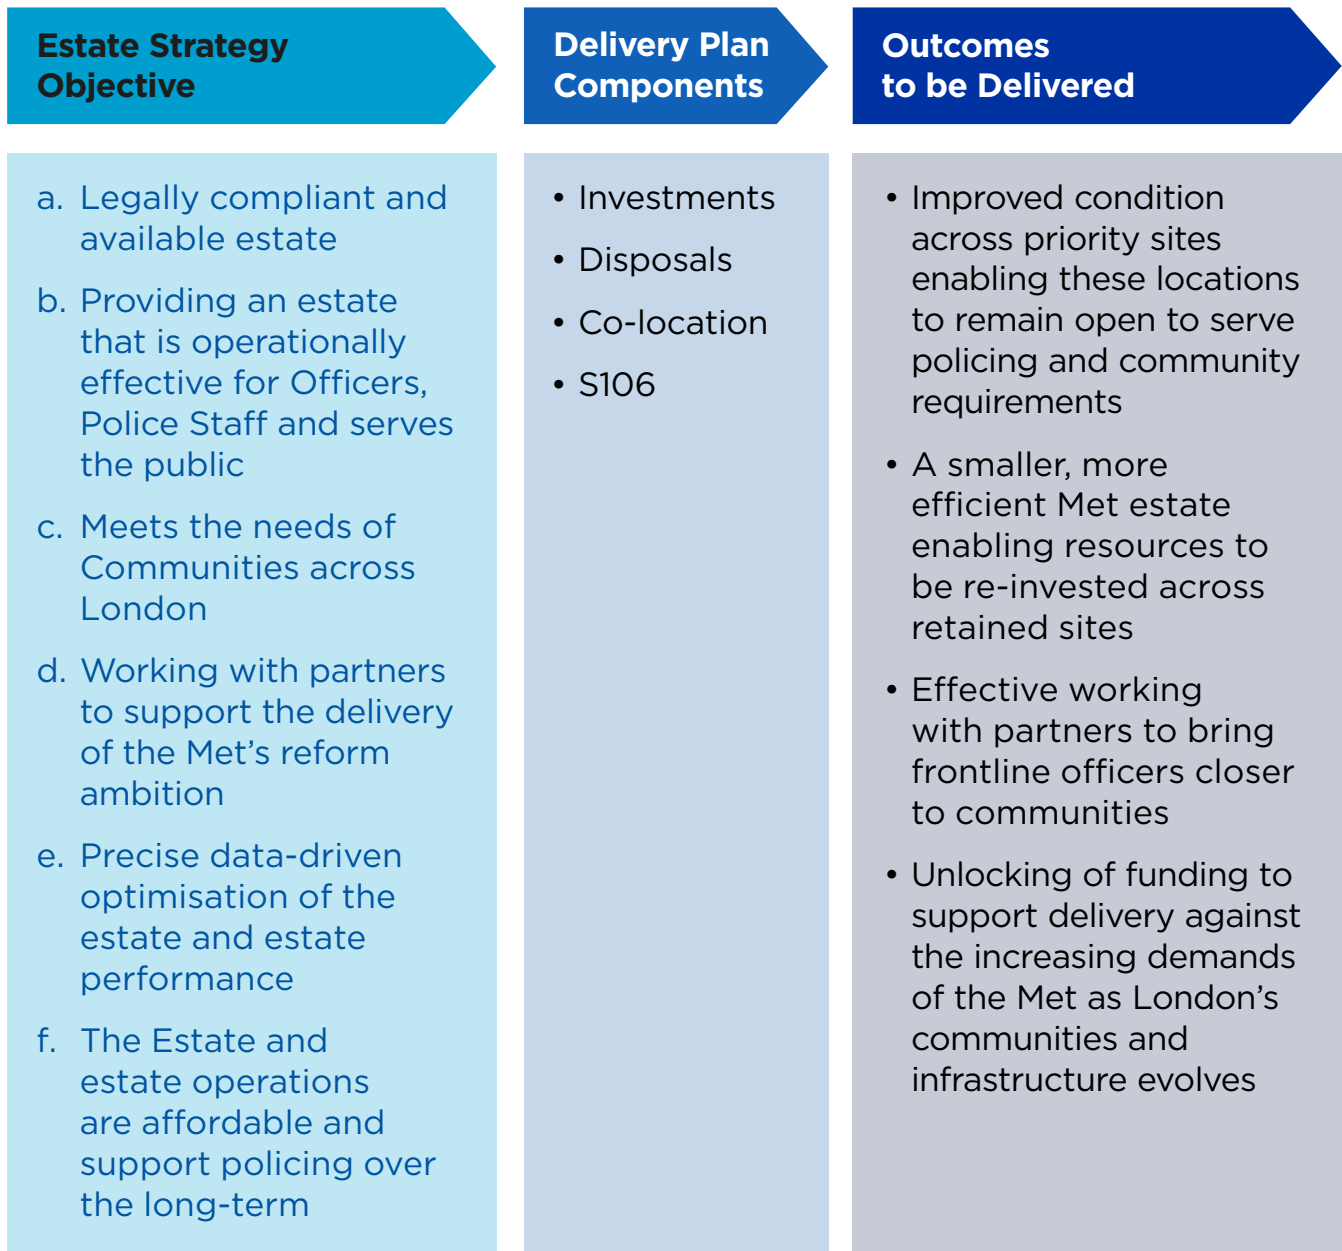 Estate Strategy
Objective
Delivery Plan
Components
Outcomes
to be Delivered
a. Legally compliant and
available estate
b. Providing an estate
that is operationally
effective for Officers,
Police Staff and serves
the public
c. Meets the needs of
Communities across
London
d. Working with partners
to support the delivery
of the Met’s reform
ambition
e. Precise data-driven
optimisation of the
estate and estate
performance
f. The Estate and
estate operations
are affordable and
support policing over
the long-term
• Investments
• Disposals
• Co-location
• S106
• Improved condition
across priority sites
enabling these locations
to remain open to serve
policing and community
requirements
• A smaller, more
efficient Met estate
enabling resources to
be re-invested across
retained sites
• Effective working
with partners to bring
frontline officers closer
to communities
• Unlocking of funding to
support delivery against
the increasing demands
of the Met as London’s
communities and
infrastructure evolves